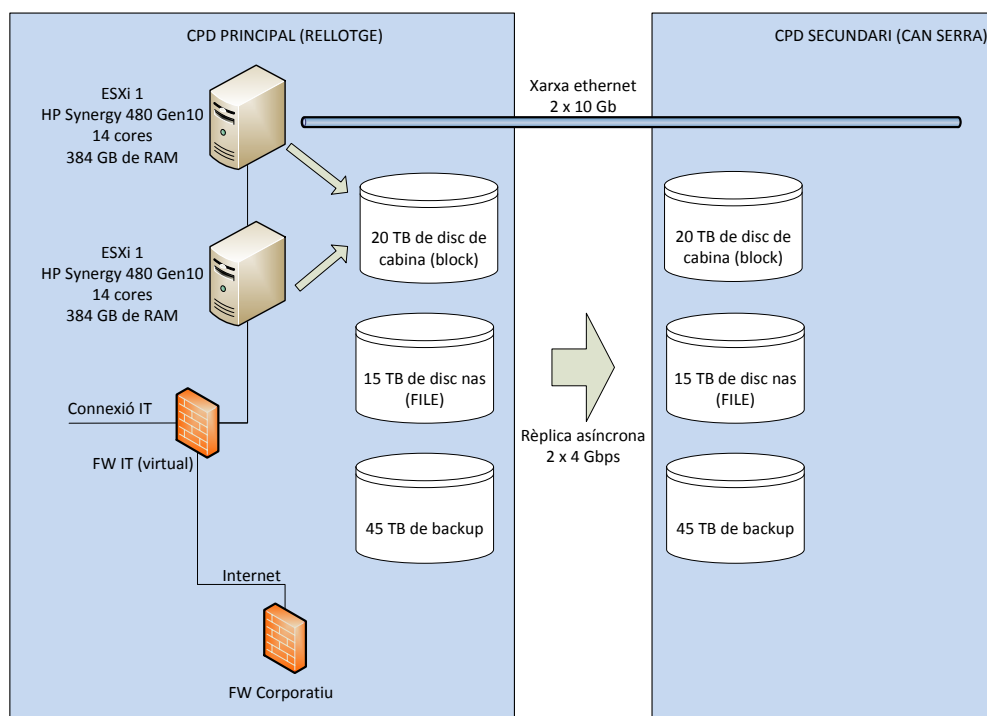 CPD PRINCIPAL (RELLOTGE)
CPD SECUNDARI (CAN SERRA)
ESXi 1
HP Synergy 480 Gen10
14 cores
384 GB de RAM
Xarxa ethernet
2 x 10 Gb
20 TB de disc de
cabina (block)
20 TB de disc de
cabina (block)
ESXi 1
HP Synergy 480 Gen10
14 cores
384 GB de RAM
15 TB de disc nas
(FILE)
15 TB de disc nas
(FILE)
Connexió IT
FW IT (virtual)
Rèplica asíncrona
2 x 4 Gbps
45 TB de backup
45 TB de backup
Internet
FW Corporatiu